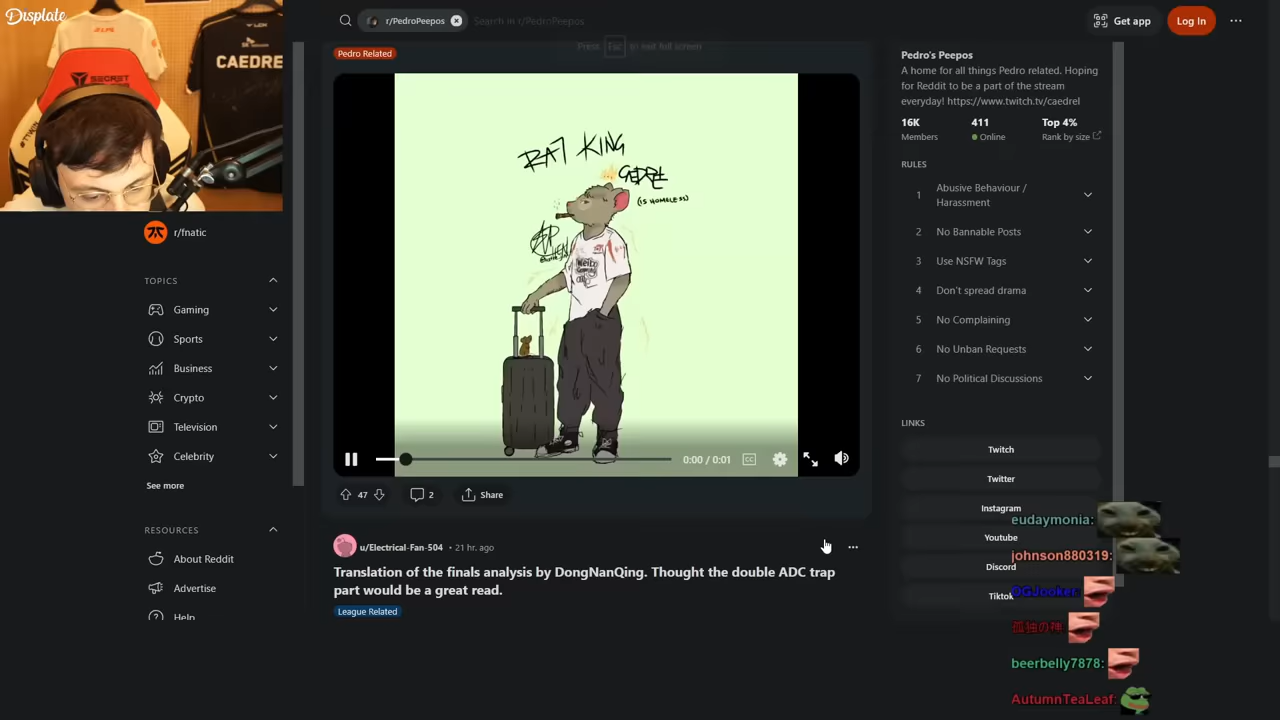 Displate
SECRET
CAEDREL
r/PedroPeepos
Search in r/PedroPeepos
Get app
Log In
Press Esc to exit full screen
Pedro Related
RAT KING
(IS HOMELESS)
0:00 / 0:01
CC
47
2
Share
u/Electrical-Fan-504 • 21 hr. ago
Translation of the finals analysis by DongNanQing. Thought the double ADC trap
part would be a great read.
League Related
r/fnatic
TOPICS
Gaming
Sports
Business
Crypto
Television
Celebrity
See more
RESOURCES
About Reddit
Advertise
Help
Pedro's Peepos
A home for all things Pedro related. Hoping
for Reddit to be a part of the stream
everyday! https://www.twitch.tv/caedrel
16K
411
Top 4%
Members
Online
Rank by size
RULES
1 Abusive Behaviour /
Harassment
2 No Bannable Posts
3 Use NSFW Tags
4 Don't spread drama
5 No Complaining
6 No Unban Requests
7 No Political Discussions
LINKS
Twitch
Twitter
Instagram
Youtube
Discord
Tiktok
eudaymonia:
johnson880319:
OGJooker:
孤独の神:
beerbelly7878:
AutumnTeaLeaf: